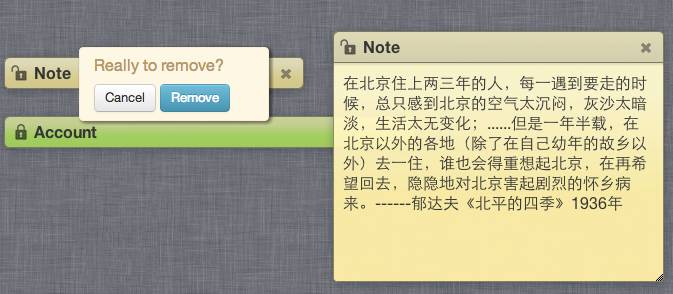 Note
Really to remove?
Cancel
Remove
Account
Note
在北京住上两三年的人，每一遇到要走的时
候，总只感到北京的空气太沉闷，灰沙太暗
淡，生活太无变化；......但是一年半载，在
北京以外的各地（除了在自己幼年的故乡以
外）去一住，谁也会得重想起北京，在再希
望回去，隐隐地对北京害起剧烈的怀乡病
来。------郁达夫《北平的四季》1936年